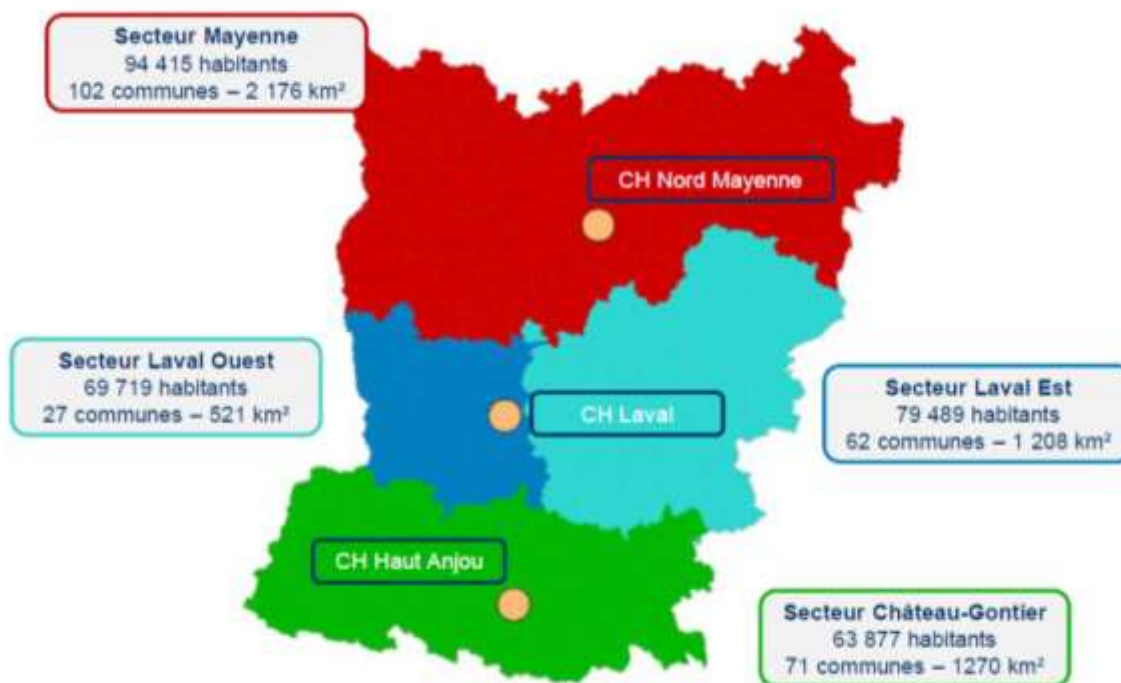 Secteur Mayenne
94 415 habitants
102 communes – 2 176 km²
CH Nord Mayenne
Secteur Laval Ouest
69 719 habitants
27 communes – 521 km²
CH Laval
Secteur Laval Est
79 489 habitants
62 communes – 1 208 km²
CH Haut Anjou
Secteur Château-Gontier
63 877 habitants
71 communes – 1270 km²